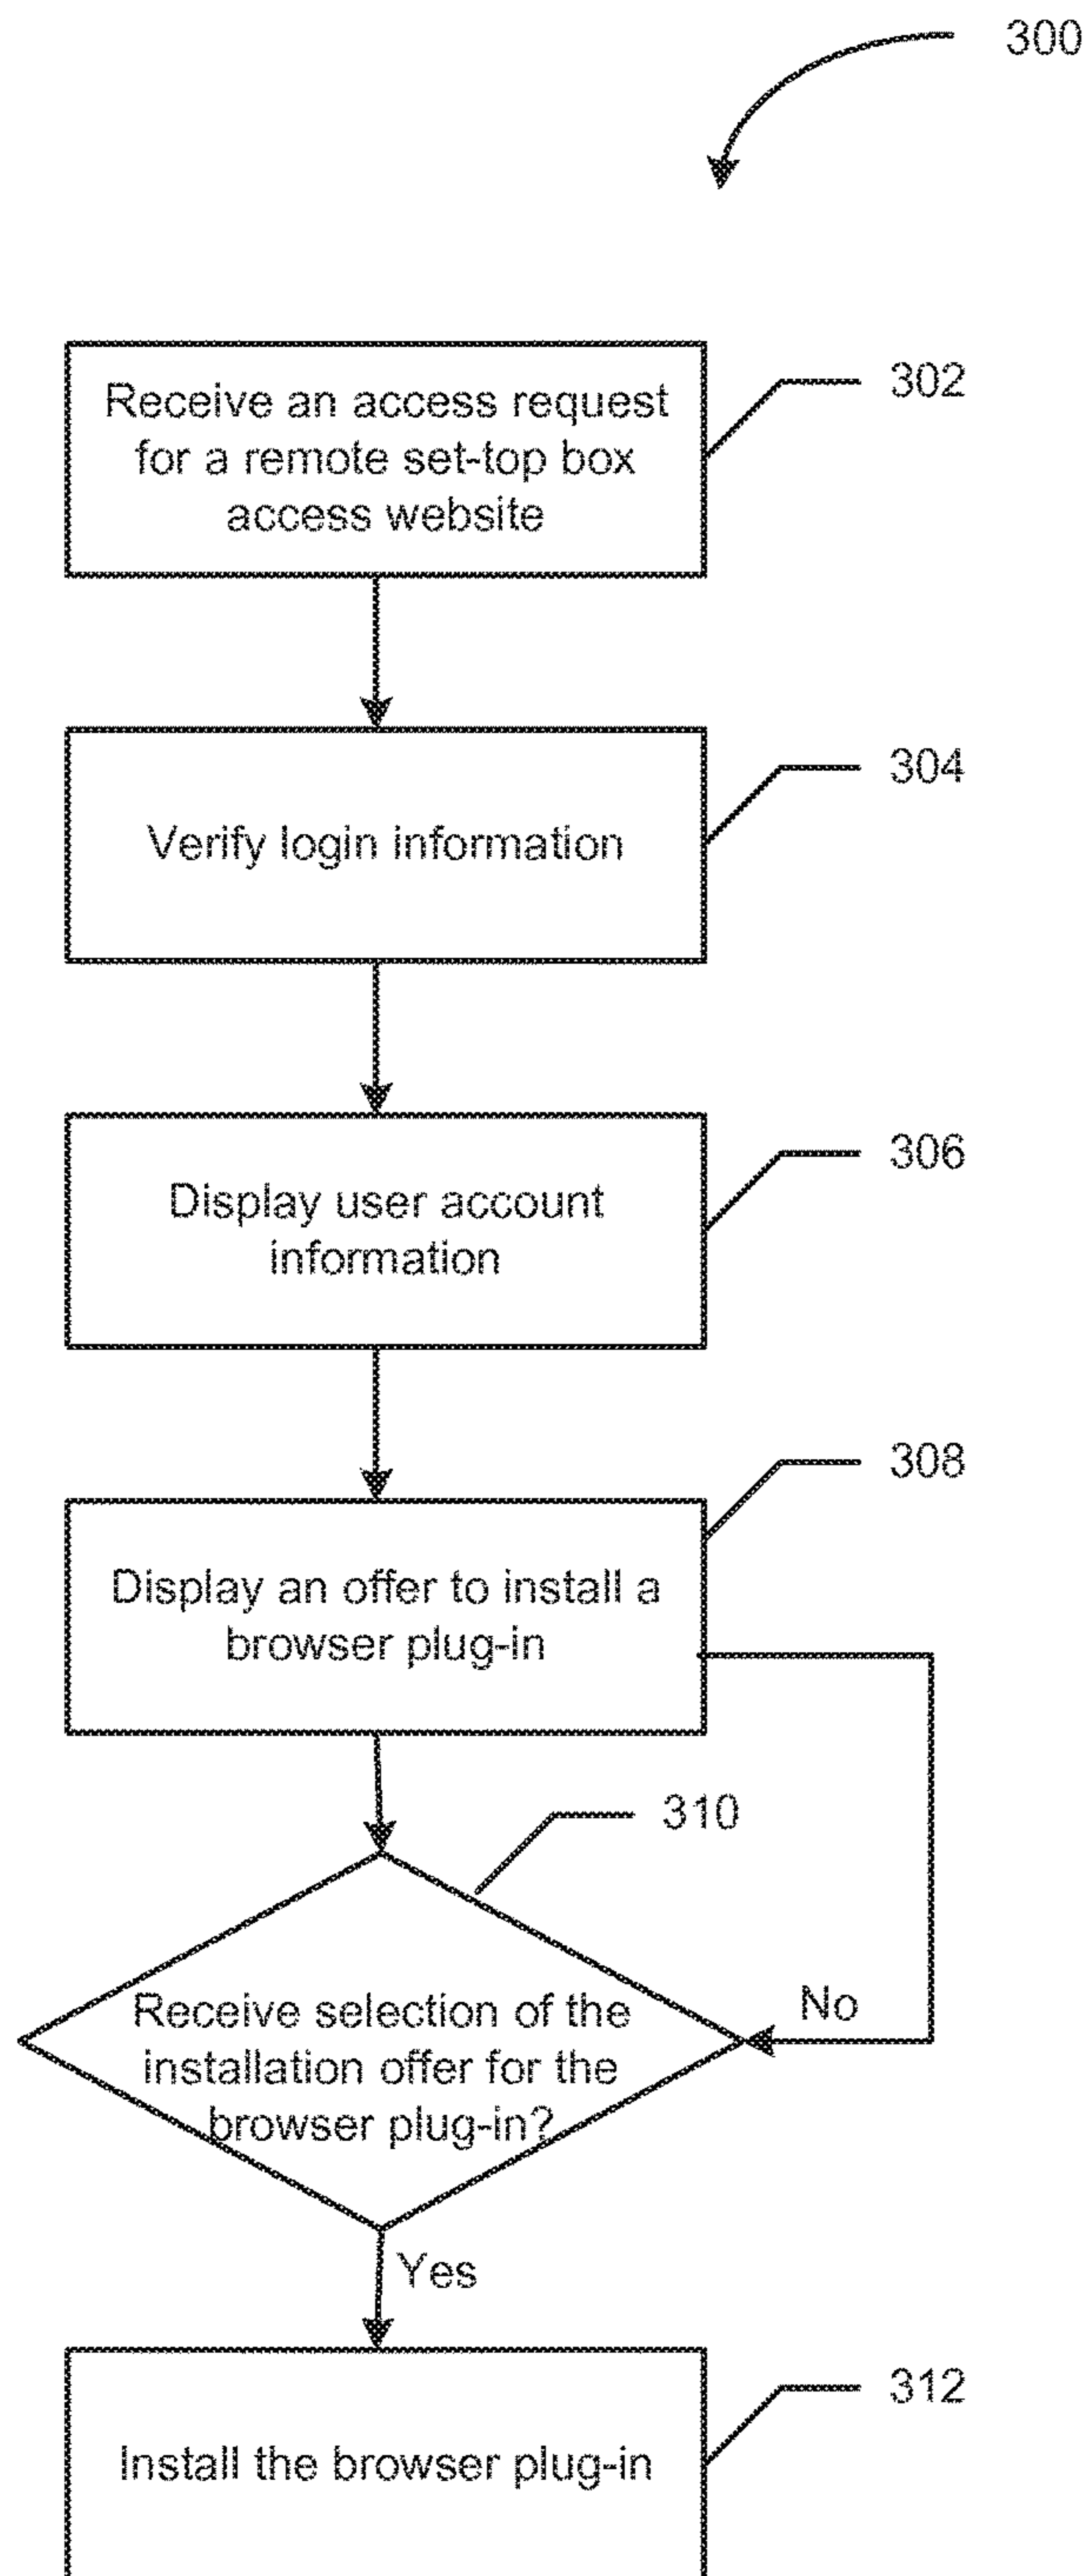 300
Receive an access request
for a remote set-top box
access website
302
Verify login information
304
Display user account
information
306
Display an offer to install a
browser plug-in
308
310
Receive selection of the
installation offer for the
browser plug-in?
No
Yes
Install the browser plug-in
312